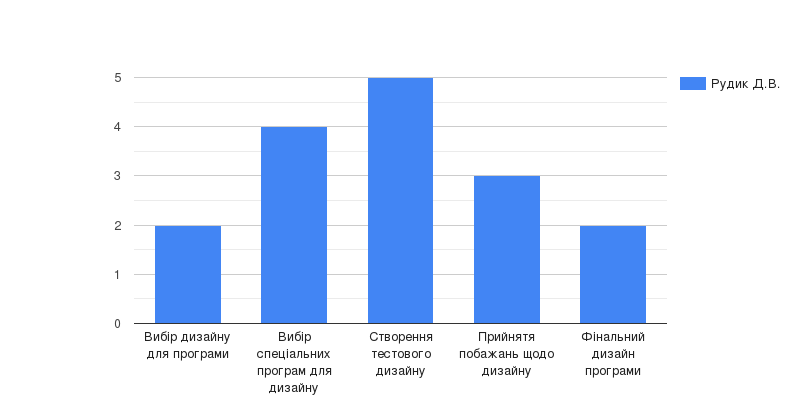 5
4
3
2
1
0
Рудик Д.В.
Вибір дизайну
для програми
Вибір
спеціальних
програм для
дизайну
Створення
тестового
дизайну
Прийнятя
побажань щодо
дизайну
Фінальний
дизайн
програми